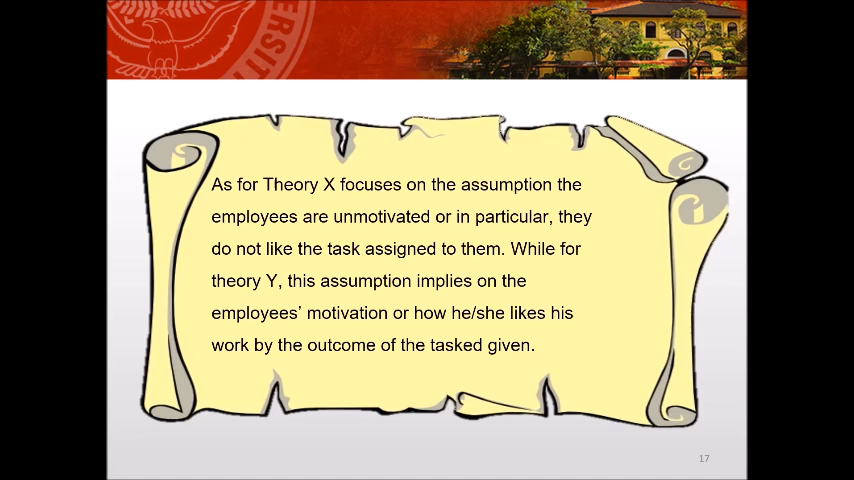 ERSIT
As for Theory X focuses on the assumption the
employees are unmotivated or in particular, they
do not like the task assigned to them. While for
theory Y, this assumption implies on the
employees’ motivation or how he/she likes his
work by the outcome of the tasked given.
17